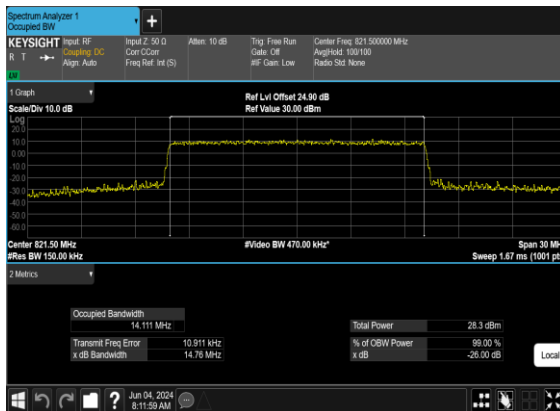 Spectrum Analyzer 1
Occupied BW
KEYSIGHT Input: RF Input Z: 50 Ω Atten: 10 dB Trig: Free Run Center Freq: 821.500000 MHz
R T Coupling: DC Corr CCorr Gate: Off Avg|Hold: 100/100
Align: Auto Freq Ref: Int (S) #IF Gain: Low Radio Std: None
1 Graph
Ref Lvl Offset 24.90 dB
Scale/Div 10.0 dB Ref Value 30.00 dBm
Log
20.0
10.0
0.00
-10.0
-20.0
-30.0
-40.0
-50.0
-60.0
Center 821.50 MHz #Video BW 470.00 kHz* Span 30 MH
#Res BW 150.00 kHz Sweep 1.67 ms (1001 pts
2 Metrics
Occupied Bandwidth
14.111 MHz Total Power 28.3 dBm
Transmit Freq Error 10.911 kHz % of OBW Power 99.00 %
x dB Bandwidth 14.76 MHz x dB -26.00 dB
Local
Jun 04, 2024
8:11:59 AM